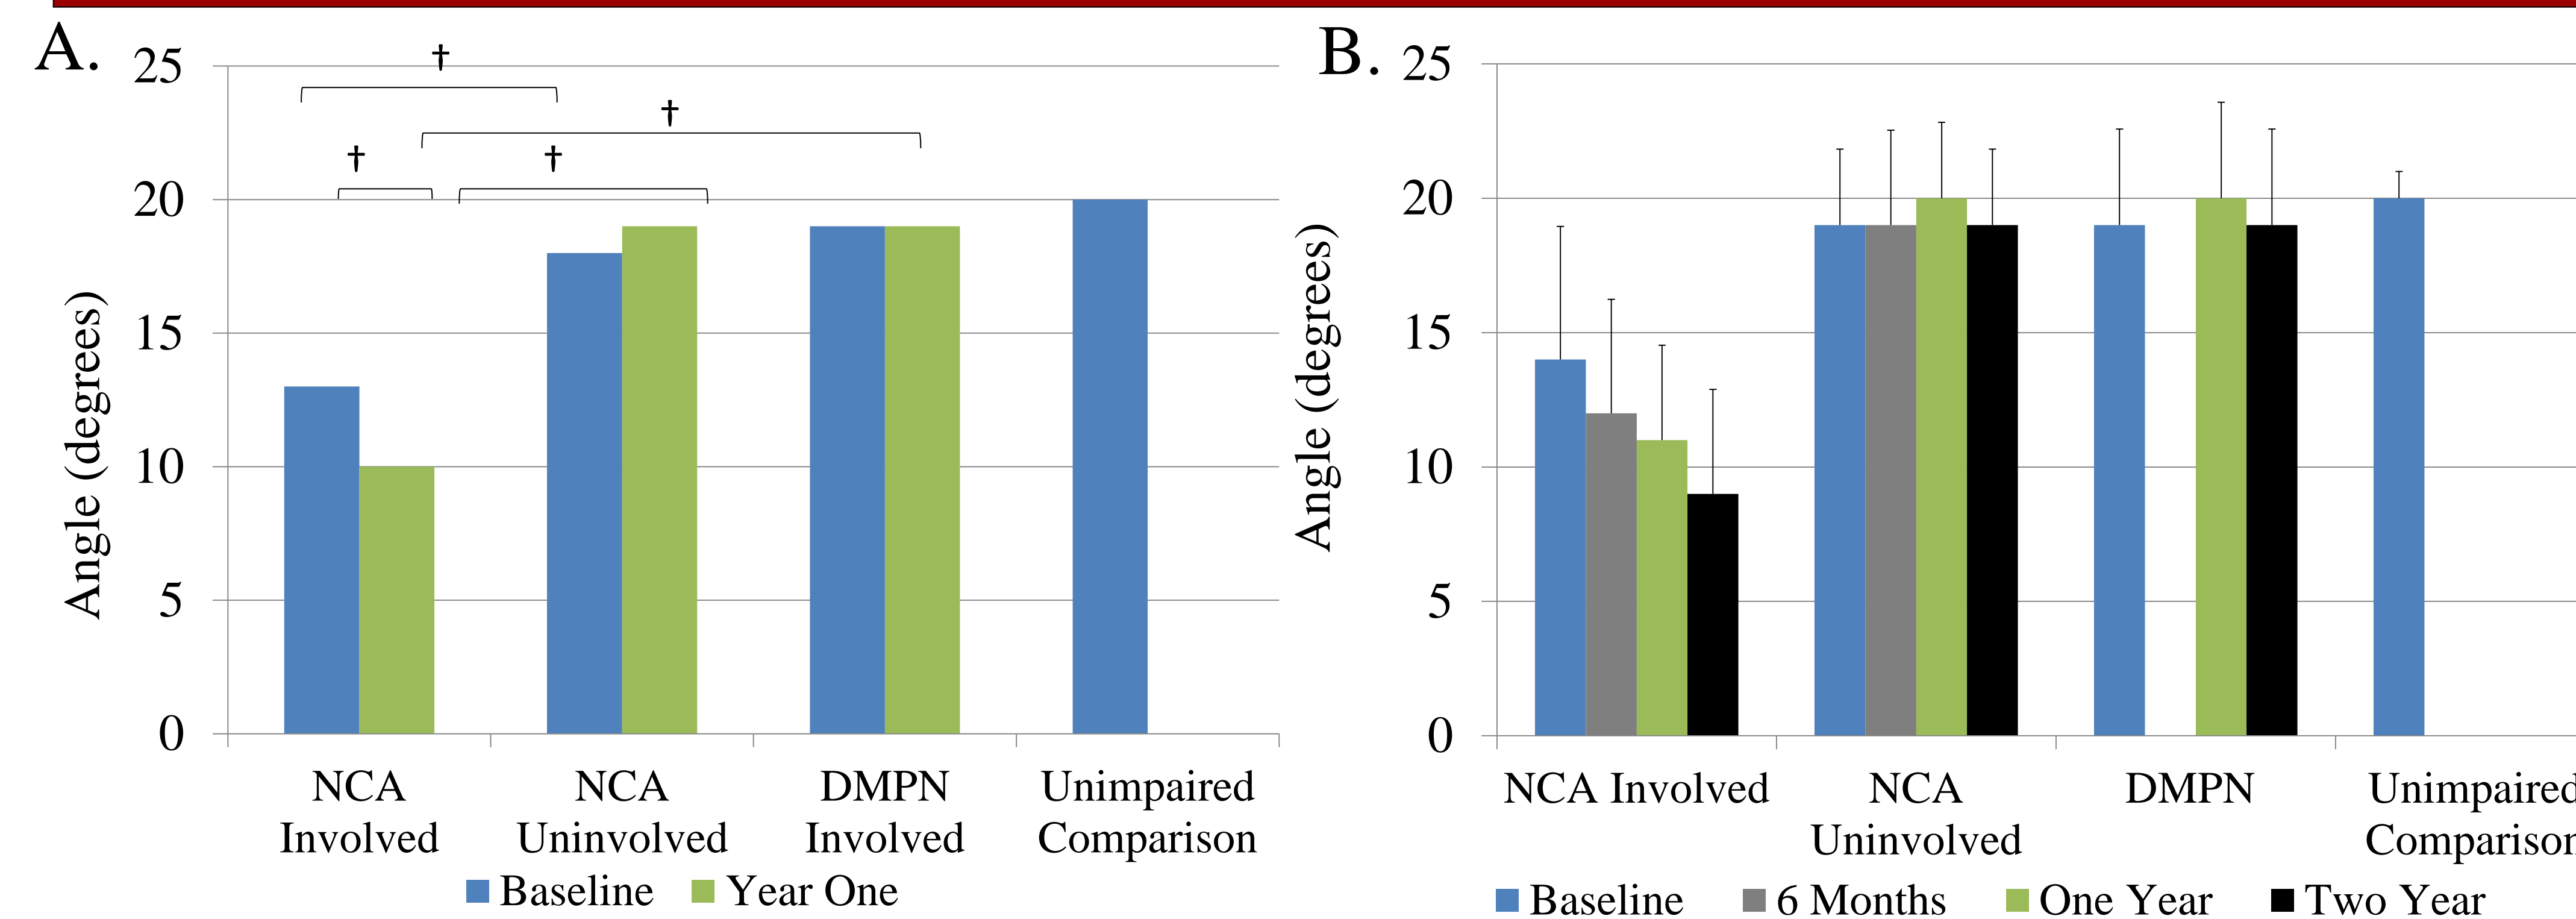 A.
Angle (degrees)
25
20
15
10
5
0
†
†
†
†
NCA Involved
NCA Uninvolved
DMPN Involved
Unimpaired Comparison
Baseline
Year One
B.
Angle (degrees)
25
20
15
10
5
0
NCA Involved
NCA Uninvolved
DMPN
Unimpaired
Comparison
Baseline
6 Months
One Year
Two Year